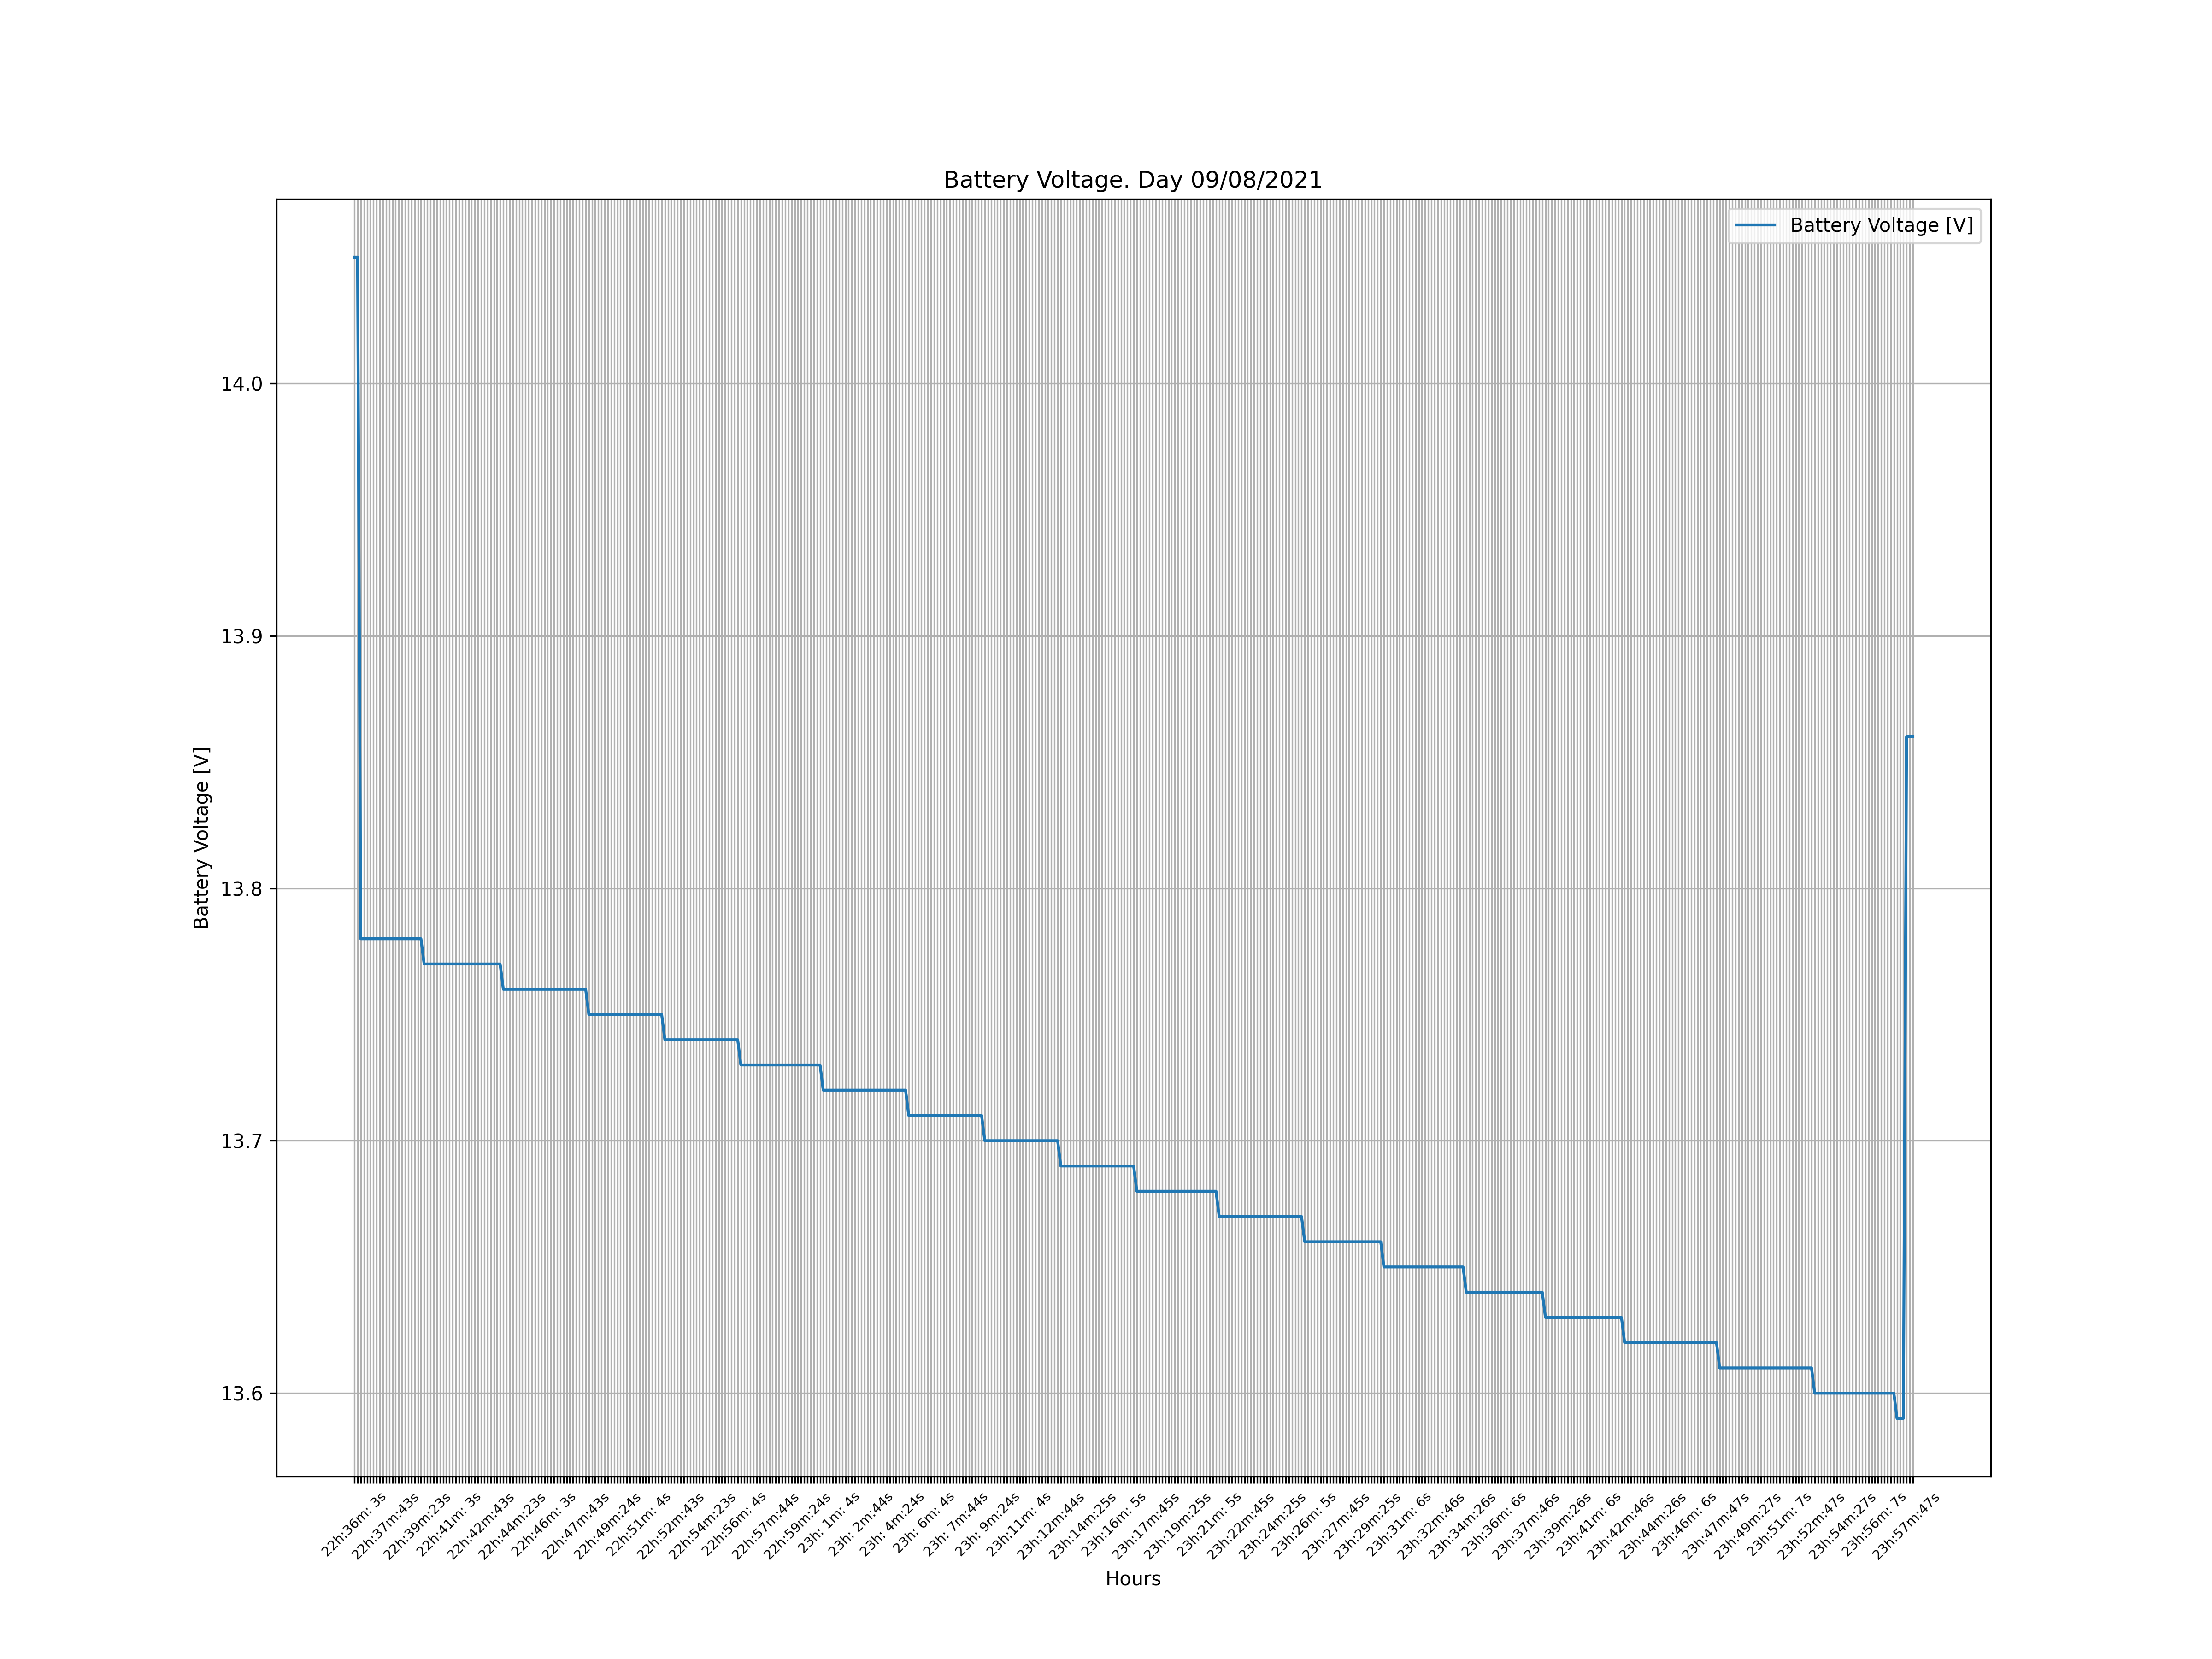 Battery Voltage. Day 09/08/2021
Battery Voltage [V]
14.0
13.9
13.8
13.7
13.6
Battery Voltage [V]
22h:36m: 3s
22h:37m:43s
22h:39m:23s
22h:41m: 3s
22h:42m:43s
22h:44m:23s
22h:46m: 3s
22h:47m:43s
22h:49m:24s
22h:51m: 4s
22h:52m:43s
22h:54m:23s
22h:56m: 4s
22h:57m:44s
22h:59m:24s
23h: 1m: 4s
23h: 2m:44s
23h: 4m:24s
23h: 6m: 4s
23h: 7m:44s
23h: 9m:24s
23h:11m: 4s
23h:12m:44s
23h:14m:25s
23h:16m: 5s
23h:17m:45s
23h:19m:25s
23h:21m: 5s
23h:22m:45s
23h:24m:25s
23h:26m: 5s
23h:27m:45s
23h:29m:25s
23h:31m: 6s
23h:32m:46s
23h:34m:26s
23h:36m: 6s
23h:37m:46s
23h:39m:26s
23h:41m: 6s
23h:42m:46s
23h:44m:26s
23h:46m: 6s
23h:47m:47s
23h:49m:27s
23h:51m: 7s
23h:52m:47s
23h:54m:27s
23h:56m: 7s
23h:57m:47s
Hours